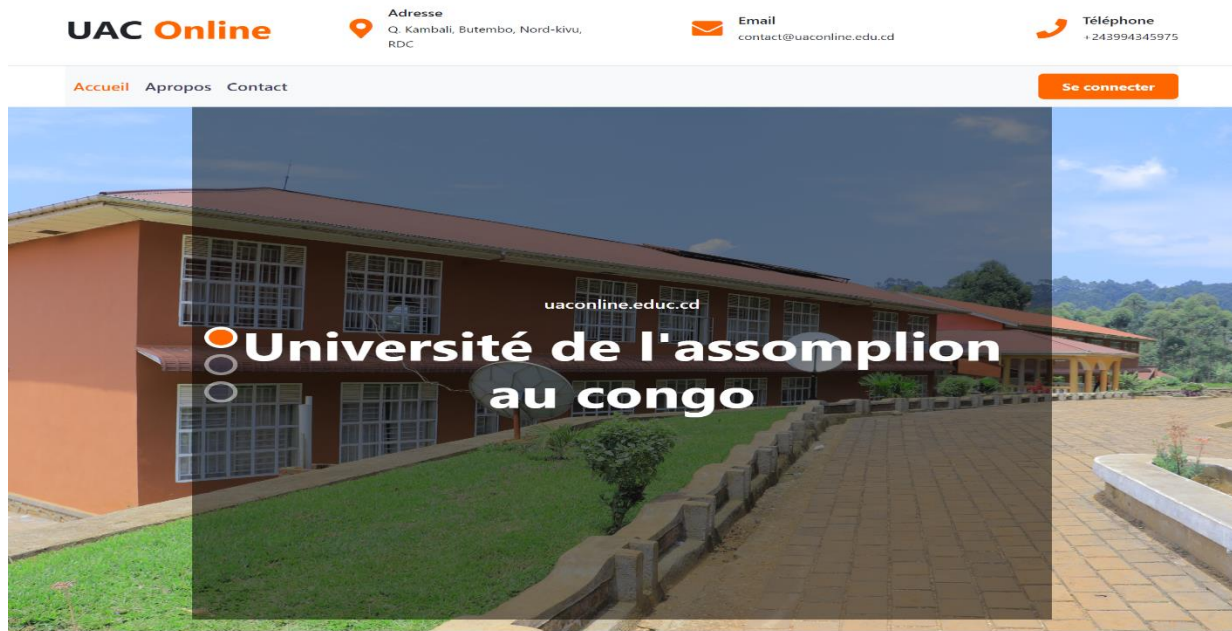 UAC Online
Adresse
Q. Kambali, Butembo, Nord-kivu,
RDC
Email
contact@uaconline.edu.cd
Téléphone
+243994345975
Accueil Apropos Contact
Se connecter
uaconline.educ.cd
Université de l'assomplion
au congo